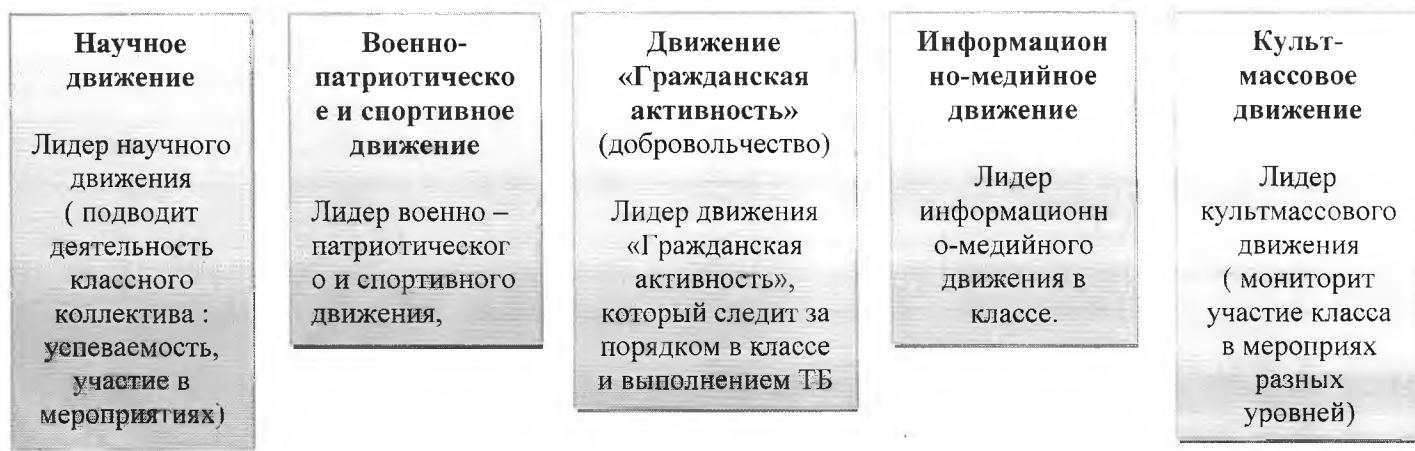 Научное
движение
Лидер научного
движения
( подводит
деятельность
классного
коллектива :
успеваемость,
участие в
мероприятиях)
Военно-
патриотическо
е и спортивное
движение
Лидер военно –
патриотическог
о и спортивного
движения,
Движение
«Гражданская
активность»
(добровольчество)
Лидер движения
«Гражданская
активность»,
который следит за
порядком в классе
и выполнением ТБ
Информацион
но-медийное
движение
Лидер
информационн
о-медийного
движения в
классе.
Культ-
массовое
движение
Лидер
культмассового
движения
( мониторит
участие класса
в мероприях
разных
уровней)